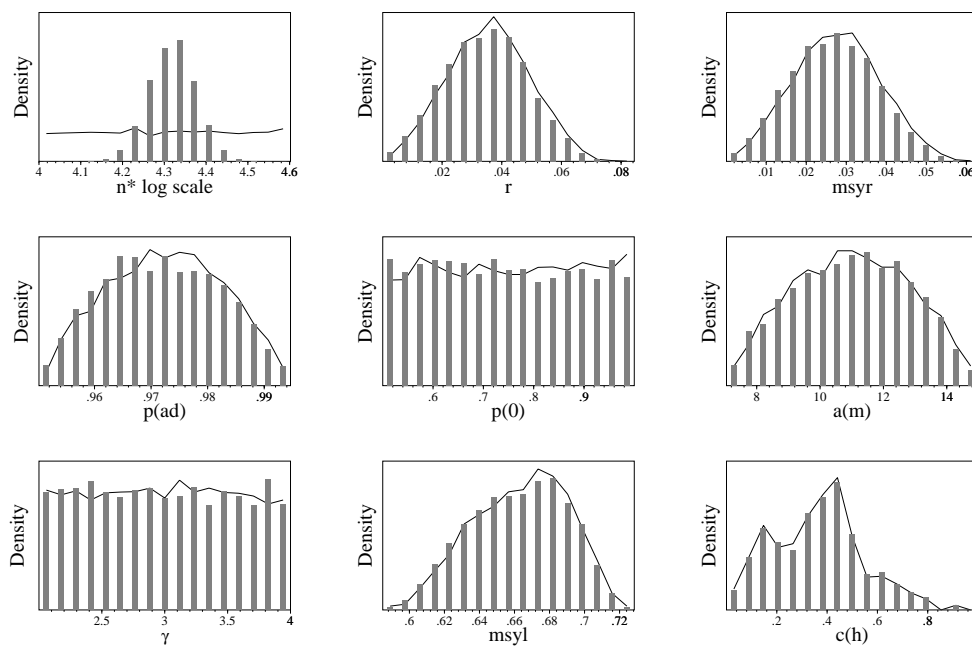 Density
4 4.1 4.2 4.3 4.4 4.5 4.6
n* log scale
Density
.02 .04 .06 .08
r
Density
.01 .02 .03 .04 .05 .06
msyr
Density
.96 .97 .98 .99
p(ad)
Density
.6 .7 .8 .9
p(0)
Density
8 10 12 14
a(m)
Density
2.5 3 3.5 4
γ
Density
.6 .62 .64 .66 .68 .7 .72
msyl
Density
.2 .4 .6 .8
c(h)